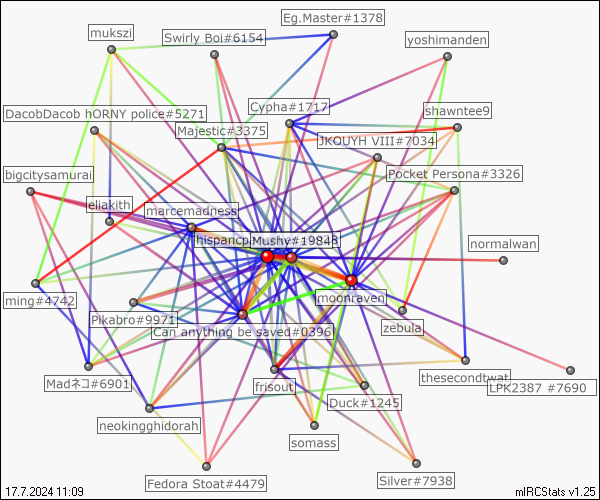 Eg.Master#1378
mukszi
Swirly Boi#6154
yoshimanden
Cypha#1717
shawntee9
DacobDacob hORNY police#5271
Majestic#3375
JKOUYH VIII#7034
bigcitysamurai
Pocket Persona#3326
eliakith
marcemadness
hispancp
Mushy#1984
normalwan
ming#4742
moonraven
Pikabro#9971
Can anything be saved#0396
zebula
Madネコ#6901
frisout
thesecondtwat
LPK2387 #7690
Duck#1245
neokingghidorah
somass
Fedora Stoat#4479
Silver#7938
17.7.2024 11:09
mIRCStats v1.25